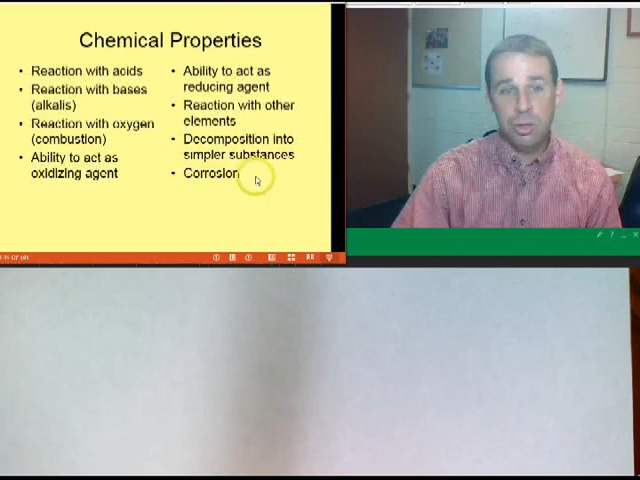 Chemical Properties
• Reaction with acids
• Reaction with bases
(alkalis)
• Reaction with oxygen
(combustion)
• Ability to act as
oxidizing agent
• Ability to act as
reducing agent
• Reaction with other
elements
• Decomposition into
simpler substances
• Corrosion